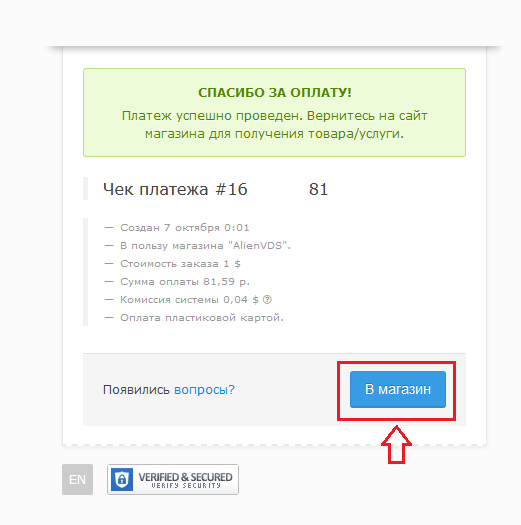 СПАСИБО ЗА ОПЛАТУ!
Платеж успешно проведен. Вернитесь на сайт
магазина для получения товара/услуги.
Чек платежа #16 81
— Создан 7 октября 0:01
— В пользу магазина "AlienVDS".
— Стоимость заказа 1 $
— Сумма оплаты 81,59 р.
— Комиссия системы 0,04 $ ?
— Оплата пластиковой картой.
Появились вопросы? В магазин
EN VERIFIED & SECURED
VERIFY SECURITY